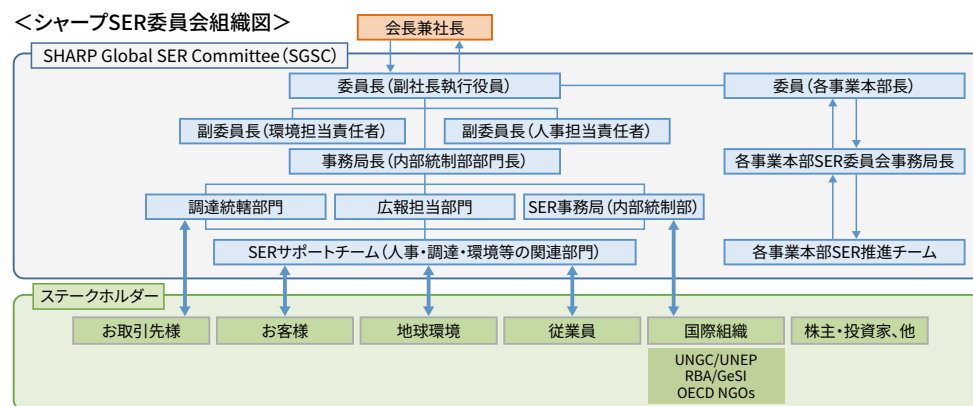 ＜シャープSER委員会組織図＞
会長兼社長
SHARP Global SER Committee（SGSC）
委員長（副社長執行役員）
委員（各事業本部長）
副委員長（環境担当責任者）
副委員長（人事担当責任者）
事務局長（内部統制部部門長）
各事業本部SER委員会事務局長
調達統轄部門
広報担当部門
SER事務局（内部統制部）
SERサポートチーム（人事・調達・環境等の関連部門）
各事業本部SER推進チーム
ステークホルダー
お取引先様
お客様
地球環境
従業員
国際組織
株主・投資家、他
UNGC/UNEP
RBA/GeSI
OECD NGOs